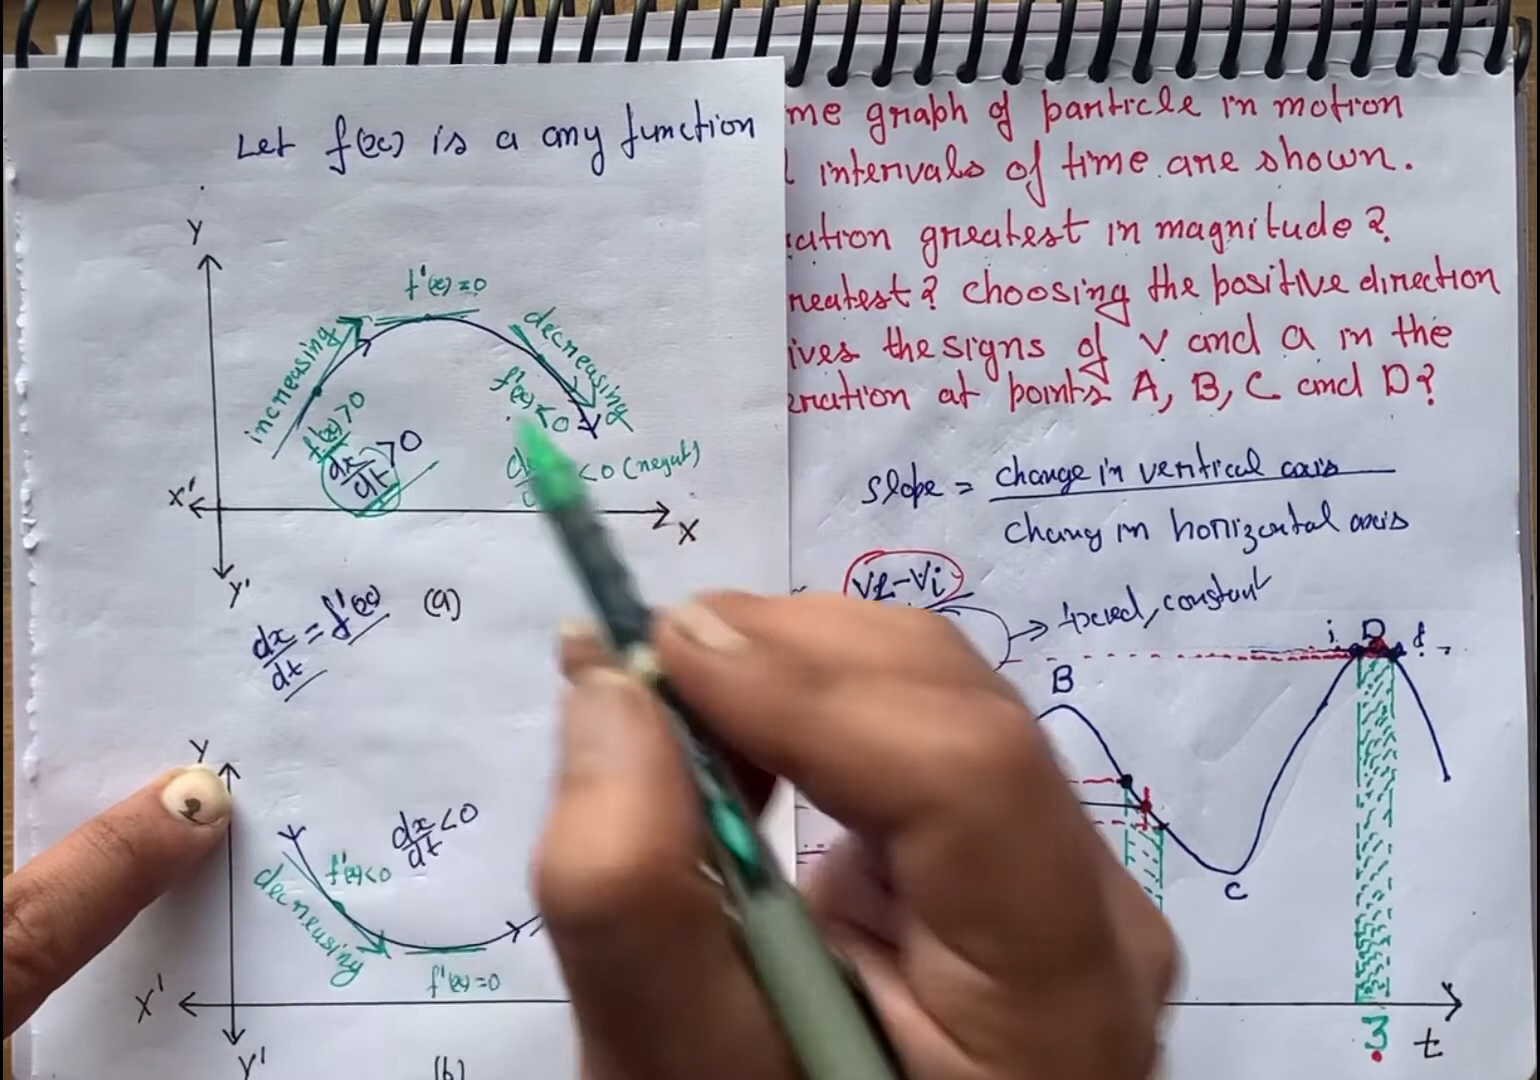 Let f(x) is a any function
Y
f'(x)=0
increasing
decreasing
f'(x)>0
f'(x)<0
dx/dt >0
<0 (negat)
X'
X
Y'
dx/dt = f'(x)
(a)
Y
dx/dt <0
f'(x)<0
decreasing
f'(x)=0
X'
Y'
(b)
me graph of particle in motion
l intervals of time are shown.
ation greatest in magnitude?
reatest? choosing the positive direction
ives the signs of v and a in the
eration at points A, B, C and D?
Slope = change in vertical axis
chang in horizontal axis
Vf-Vi
→ fixed, constant
i D f
B
C
3 t